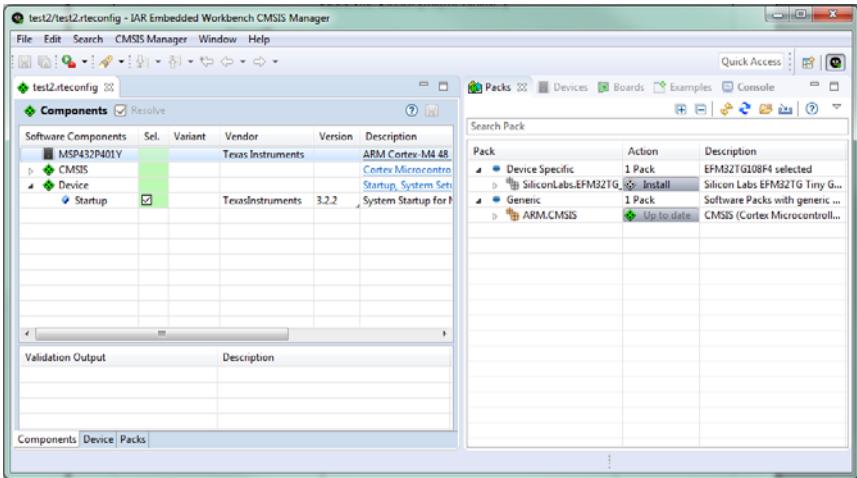 test2/test2.rteconfig - IAR Embedded Workbench CMSIS Manager
File Edit Search CMSIS Manager Window Help
Quick Access
test2.rteconfig
Components Resolve
Software Components Sel. Variant Vendor Version Description
MSP432P401Y Texas Instruments ARM Cortex-M4 48
CMSIS Cortex Microcontro
Device Startup, System Setu
Startup TexasInstruments 3.2.2 System Startup for M
Validation Output Description
Components Device Packs
Packs Devices Boards Examples Console
Search Pack
Pack Action Description
Device Specific 1 Pack EFM32TG108F4 selected
SiliconLabs.EFM32TG_ Install Silicon Labs EFM32TG Tiny G...
Generic 1 Pack Software Packs with generic ...
ARM.CMSIS Up to date CMSIS (Cortex Microcontroll...